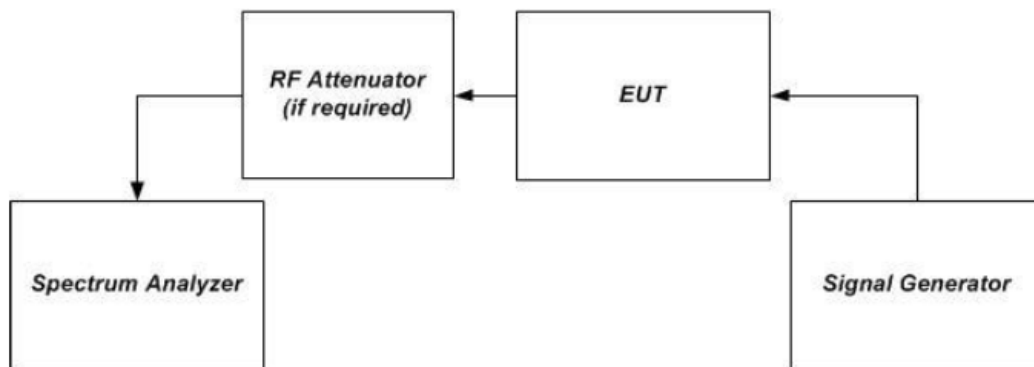 RF Attenuator
(if required)
EUT
Spectrum Analyzer
Signal Generator